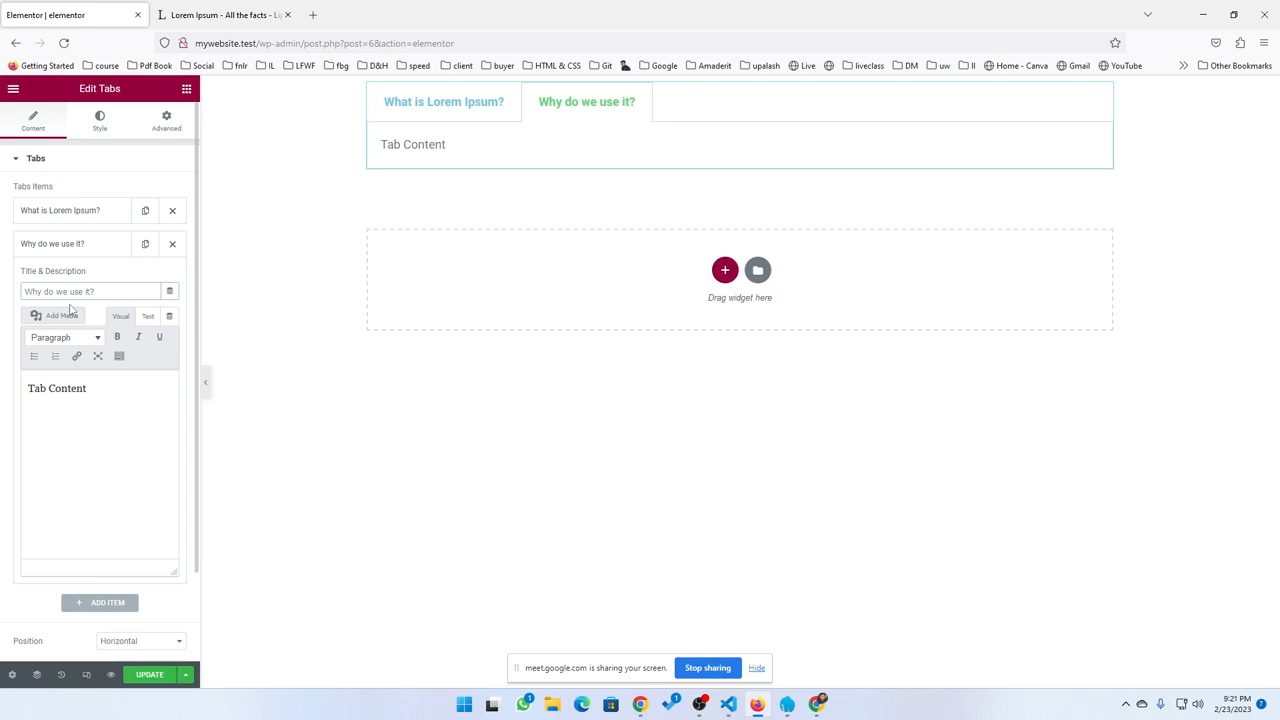 Elementor | elementor
Lorem Ipsum - All the facts - Li
mywebsite.test/wp-admin/post.php?post=6&action=elementor
Getting Started course Pdf Book Social fnlr IL LFWF fbg D&H speed client buyer HTML & CSS Git Google Amaderit upalash Live liveclass DM uw II Home - Canva Gmail YouTube Other Bookmarks
Edit Tabs
Content Style Advanced
Tabs
Tabs Items
What is Lorem Ipsum?
Why do we use it?
Title & Description
Why do we use it?
Add Media Visual Text
Paragraph B I U
Tab Content
ADD ITEM
Position Horizontal
UPDATE
What is Lorem Ipsum? Why do we use it?
Tab Content
Drag widget here
meet.google.com is sharing your screen. Stop sharing Hide
1
1
9:21 PM
2/23/2023
7